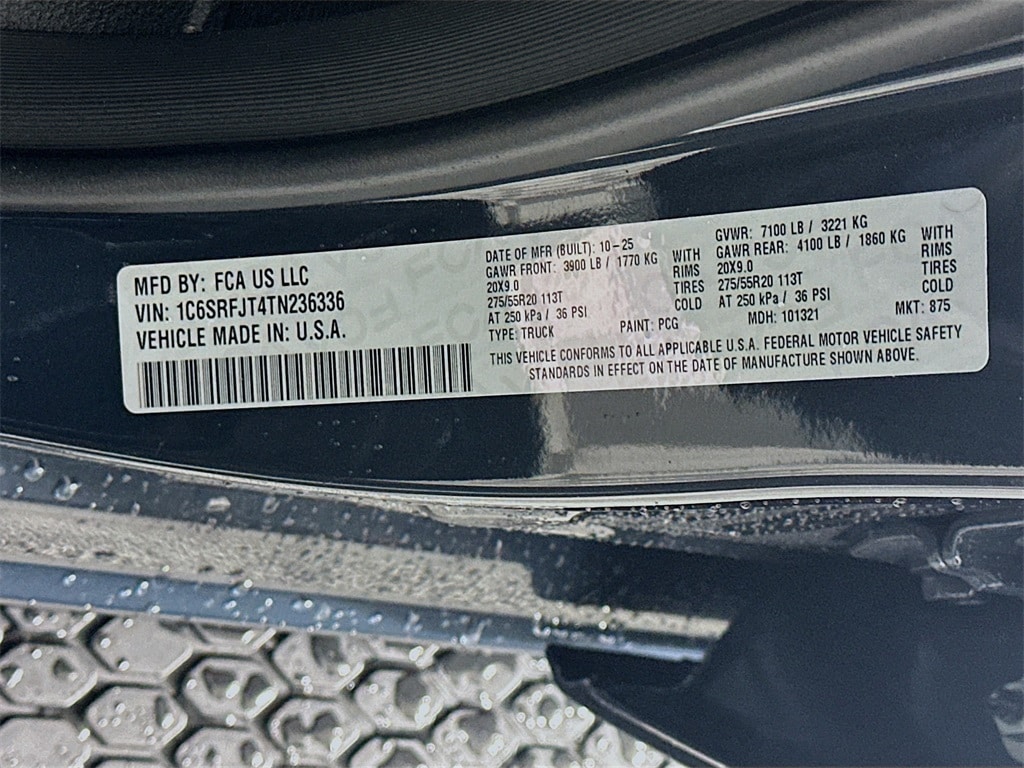 MFD BY: FCA US LLC
VIN: 1C6SRFJT4TN236336
VEHICLE MADE IN: U.S.A.
DATE OF MFR (BUILT): 10-25
GAWR FRONT: 3900 LB / 1770 KG WITH
20X9.0 RIMS
275/55R20 113T TIRES
AT 250 kPa / 36 PSI COLD
TYPE: TRUCK PAINT: PCG
GVWR: 7100 LB / 3221 KG
GAWR REAR: 4100 LB / 1860 KG WITH
20X9.0 RIMS
275/55R20 113T TIRES
AT 250 kPa / 36 PSI COLD
MDH: 101321 MKT: 875
THIS VEHICLE CONFORMS TO ALL APPLICABLE U.S.A. FEDERAL MOTOR VEHICLE SAFETY
STANDARDS IN EFFECT ON THE DATE OF MANUFACTURE SHOWN ABOVE.